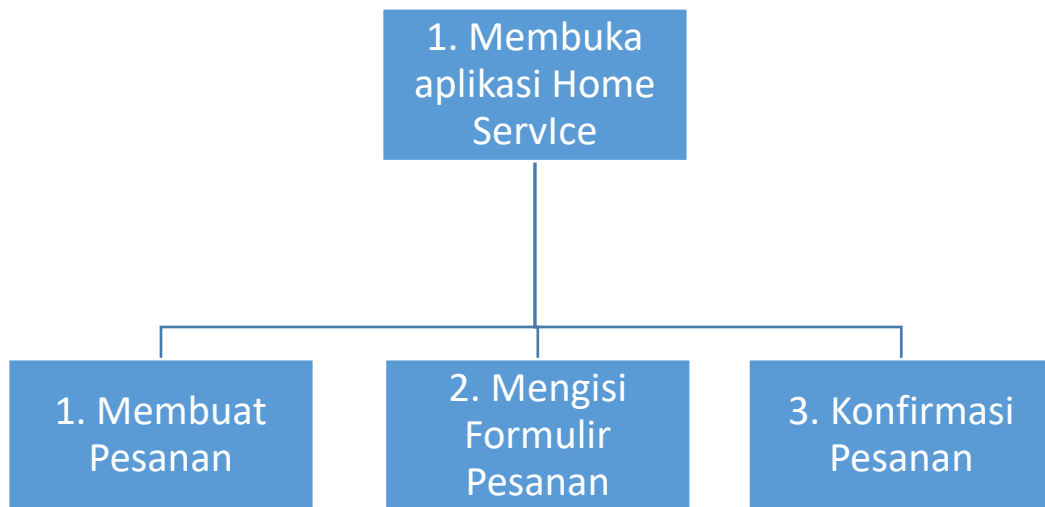 1. Membuka
aplikasi Home
ServIce
1. Membuat
Pesanan
2. Mengisi
Formulir
Pesanan
3. Konfirmasi
Pesanan